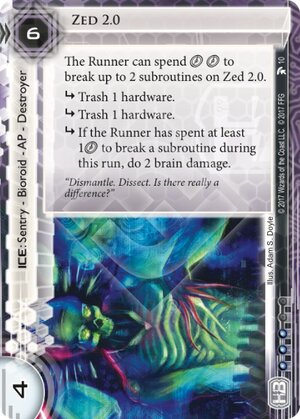 ZED 2.0
6
The Runner can spend
to
break up to 2 subroutines on Zed 2.0.
Trash 1 hardware.
Trash 1 hardware.
If the Runner has spent at least
1 to break a subroutine during
this run, do 2 brain damage.
“Dismantle. Dissect. Is there really a
difference?”
ICE: Sentry - Bioroid - AP - Destroyer
10
© 2017 Wizards of the Coast LLC. © 2017 FFG
Illus. Adam S. Doyle
4
HB